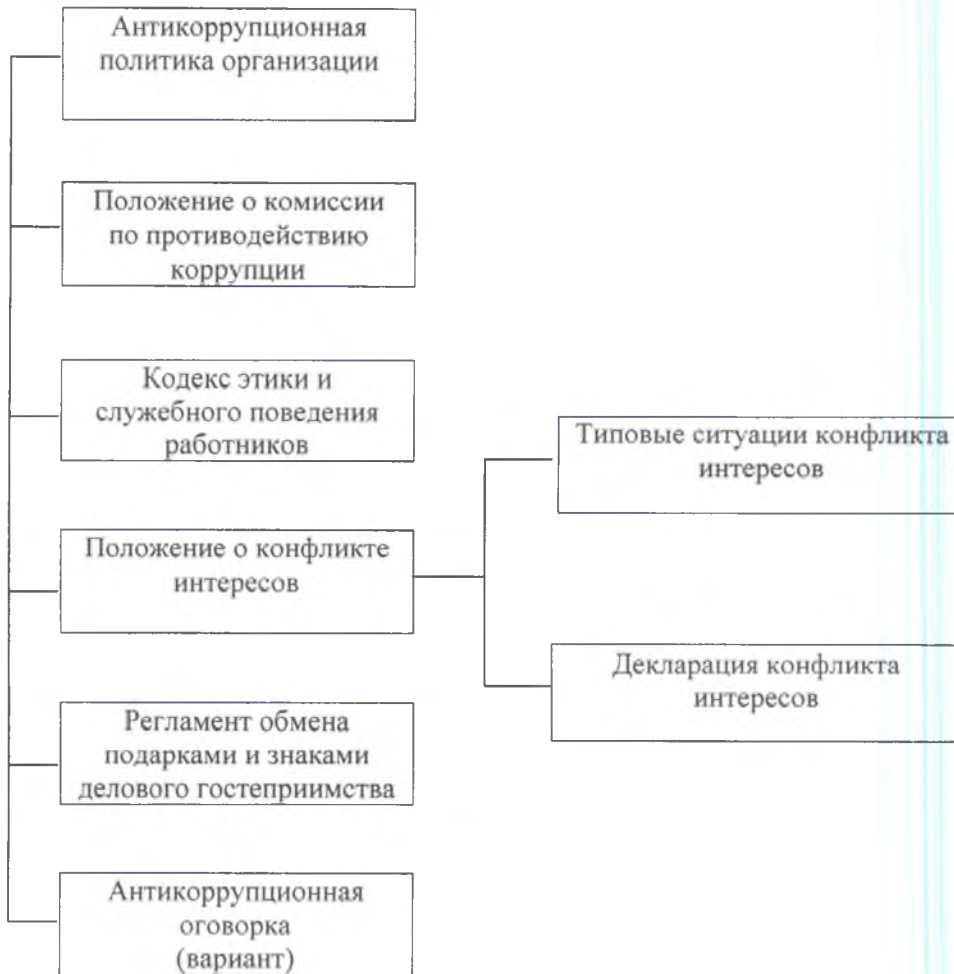 Антикоррупционная
политика организации
Положение о комиссии
по противодействию
коррупции
Кодекс этики и
служебного поведения
работников
Положение о конфликте
интересов
Типовые ситуации конфликта
интересов
Декларация конфликта
интересов
Регламент обмена
подарками и знаками
делового гостеприимства
Антикоррупционная
оговорка
(вариант)